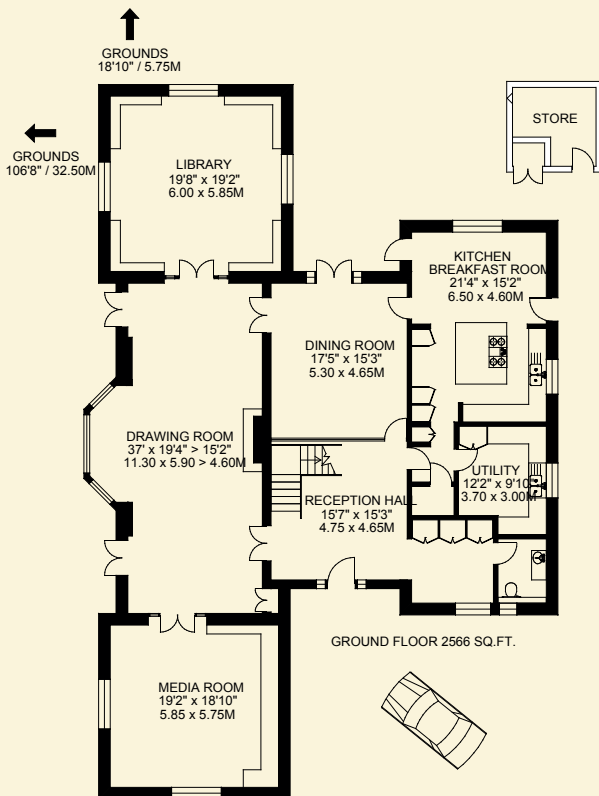 GROUNDS
18'10" / 5.75M
GROUNDS
106'8" / 32.50M
STORE
LIBRARY
19'8" x 19'2"
6.00 x 5.85M
KITCHEN
BREAKFAST ROOM
21'4" x 15'2"
6.50 x 4.60M
DINING ROOM
17'5" x 15'3"
5.30 x 4.65M
DRAWING ROOM
37' x 19'4" > 15'2"
11.30 x 5.90 > 4.60M
UTILITY
12'2" x 9'10"
3.70 x 3.00M
RECEPTION HALL
15'7" x 15'3"
4.75 x 4.65M
GROUND FLOOR 2566 SQ.FT.
MEDIA ROOM
19'2" x 18'10"
5.85 x 5.75M